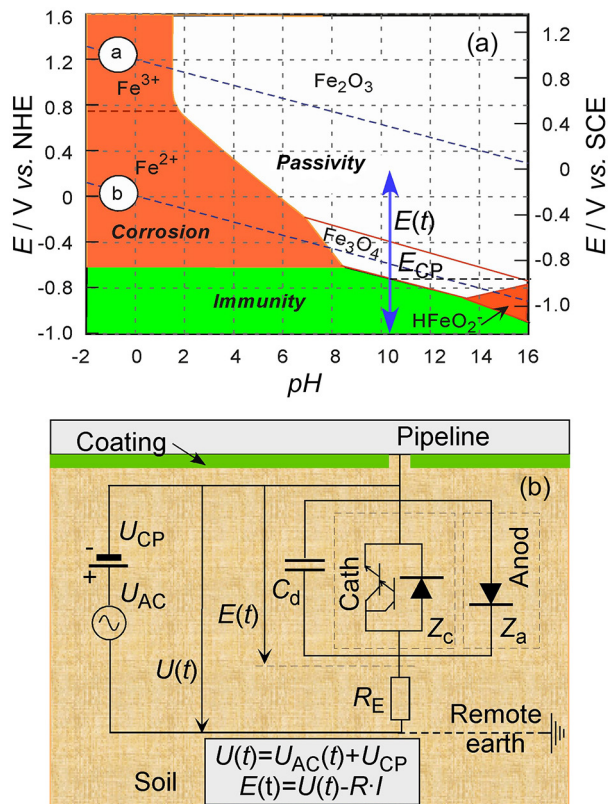 (a)
1.6
1.2
0.8
0.4
0
-0.4
-0.8
-1.0
E / V vs. NHE
1.2
0.8
0.4
0
-0.4
-0.8
-1.0
E / V vs. SCE
a
Fe3+
Fe2O3
Fe2+
Passivity
b
E(t)
Corrosion
Fe3O4
ECP
Immunity
HFeO2-
-2 0 2 4 6 8 10 12 14 16
pH
Coating
Pipeline
(b)
-
UCP
+
UAC
Cd
Cath
Anod
E(t)
Zc
Za
U(t)
RE
Remote
earth
U(t)=UAC(t)+UCP
E(t)=U(t)-R·I
Soil